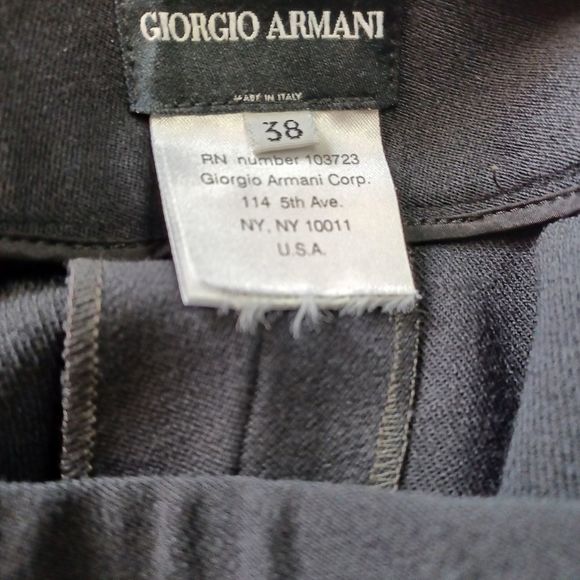 GIORGIO ARMANI
MADE IN ITALY
38
RN number 103723
Giorgio Armani Corp.
114 5th Ave.
NY, NY 10011
U.S.A.